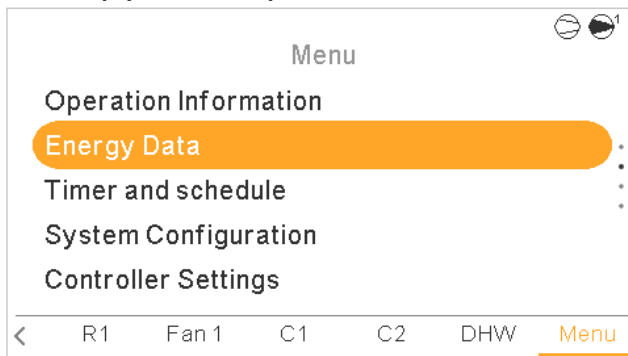 1
Menu
Operation Information
Energy Data
Timer and schedule
System Configuration
Controller Settings
< R1 Fan 1 C1 C2 DHW Menu